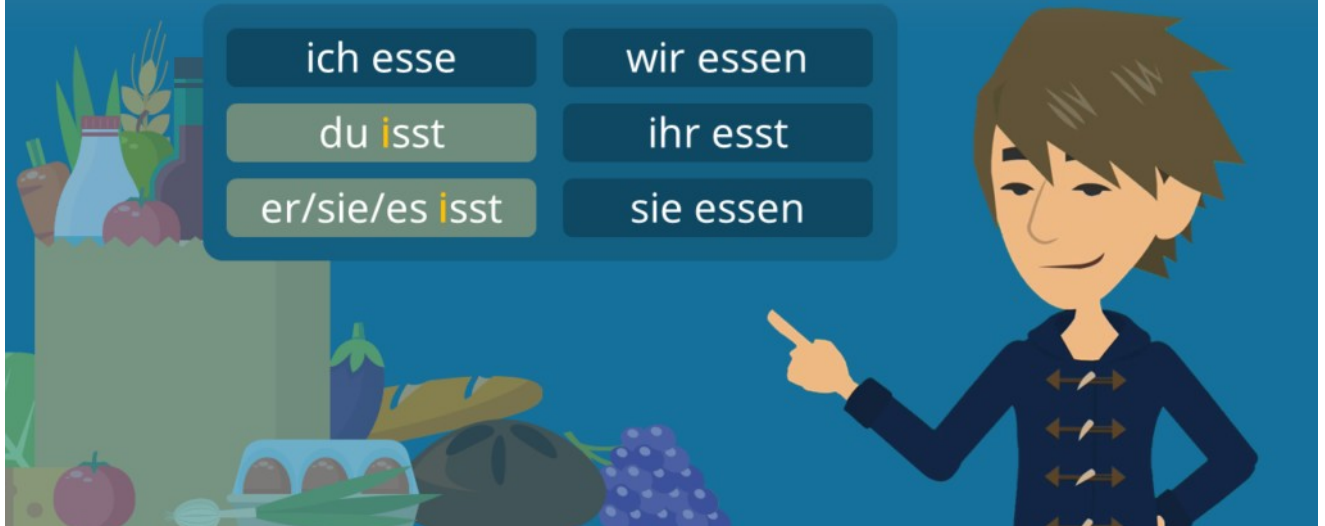 ich esse
wir essen
du isst
ihr esst
er/sie/es isst
sie essen